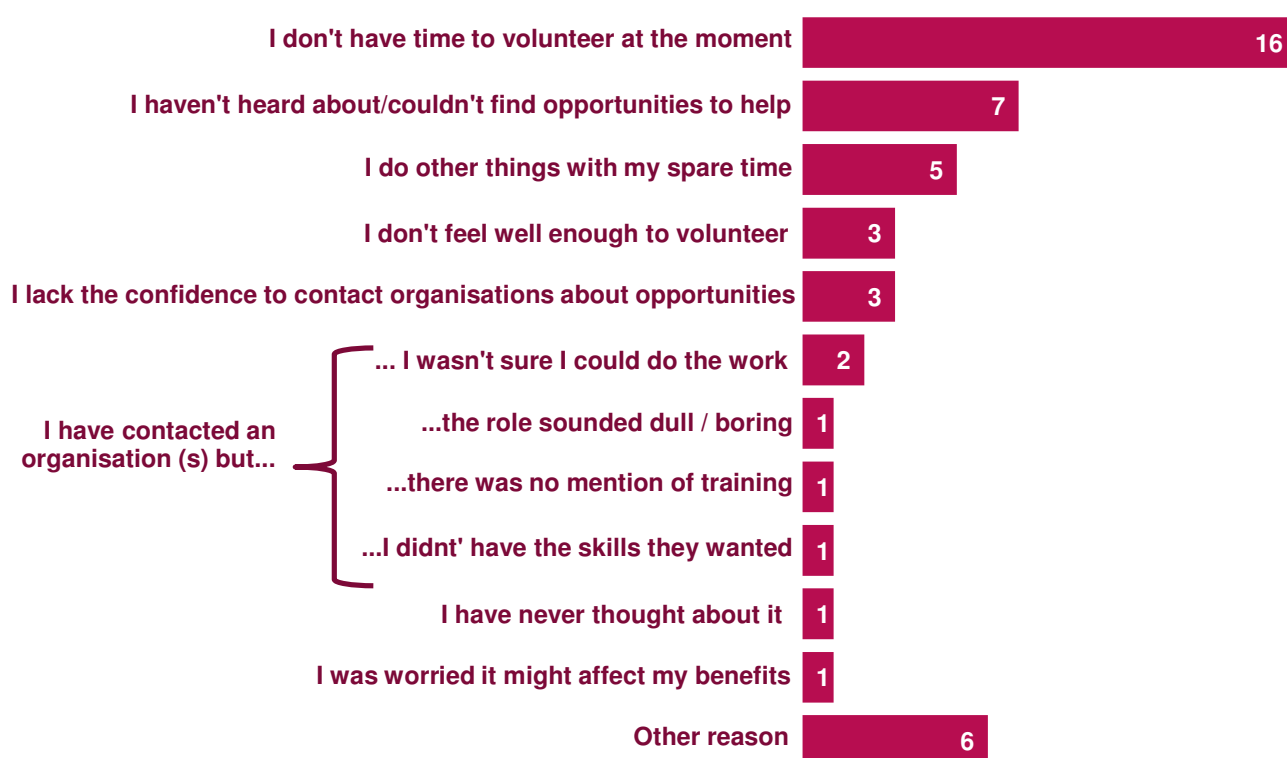 I don't have time to volunteer at the moment 16
I haven't heard about/couldn't find opportunities to help 7
I do other things with my spare time 5
I don't feel well enough to volunteer 3
I lack the confidence to contact organisations about opportunities 3
I have contacted an
organisation (s) but...
... I wasn't sure I could do the work 2
...the role sounded dull / boring 1
...there was no mention of training 1
...I didnt' have the skills they wanted 1
I have never thought about it 1
I was worried it might affect my benefits 1
Other reason 6